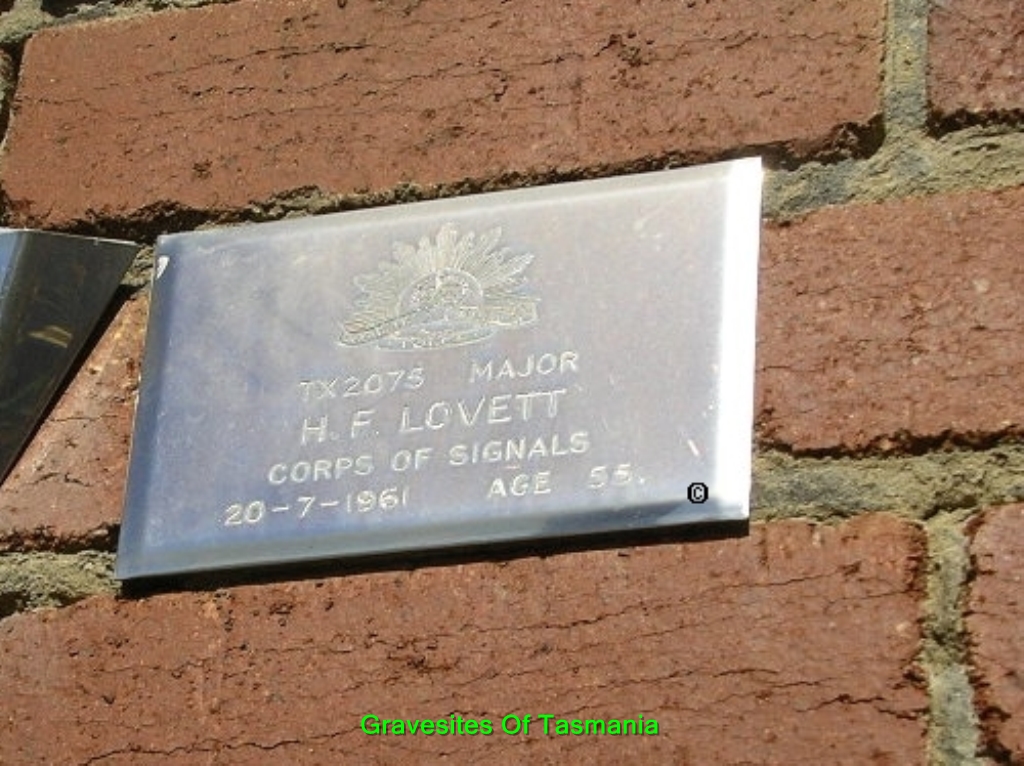 TX2075 MAJOR
H. F. LOVETT
CORPS OF SIGNALS
20-7-1961 AGE 55.
©
Gravesites Of Tasmania